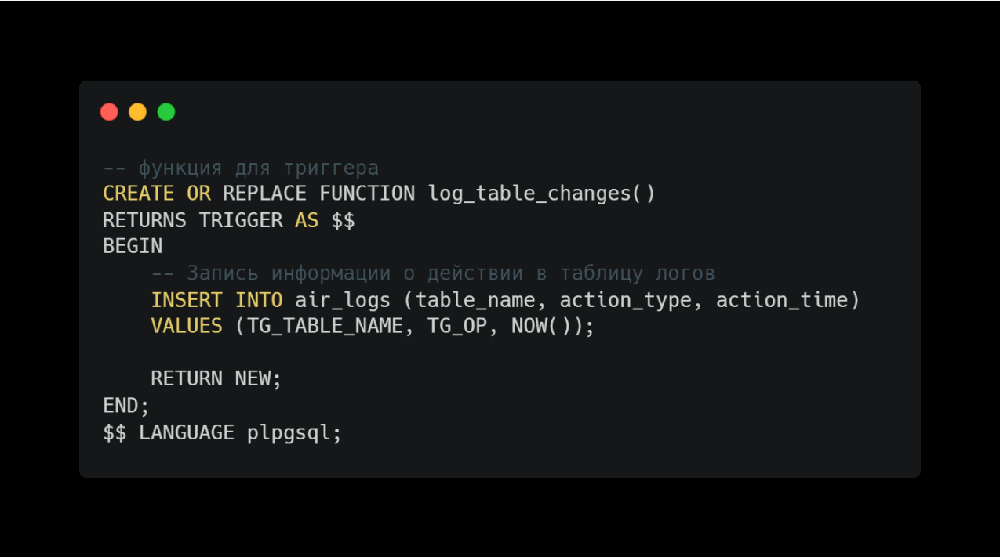 -- функция для триггера
CREATE OR REPLACE FUNCTION log_table_changes()
RETURNS TRIGGER AS $$
BEGIN
    -- Запись информации о действии в таблицу логов
    INSERT INTO air_logs (table_name, action_type, action_time)
    VALUES (TG_TABLE_NAME, TG_OP, NOW());

    RETURN NEW;
END;
$$ LANGUAGE plpgsql;